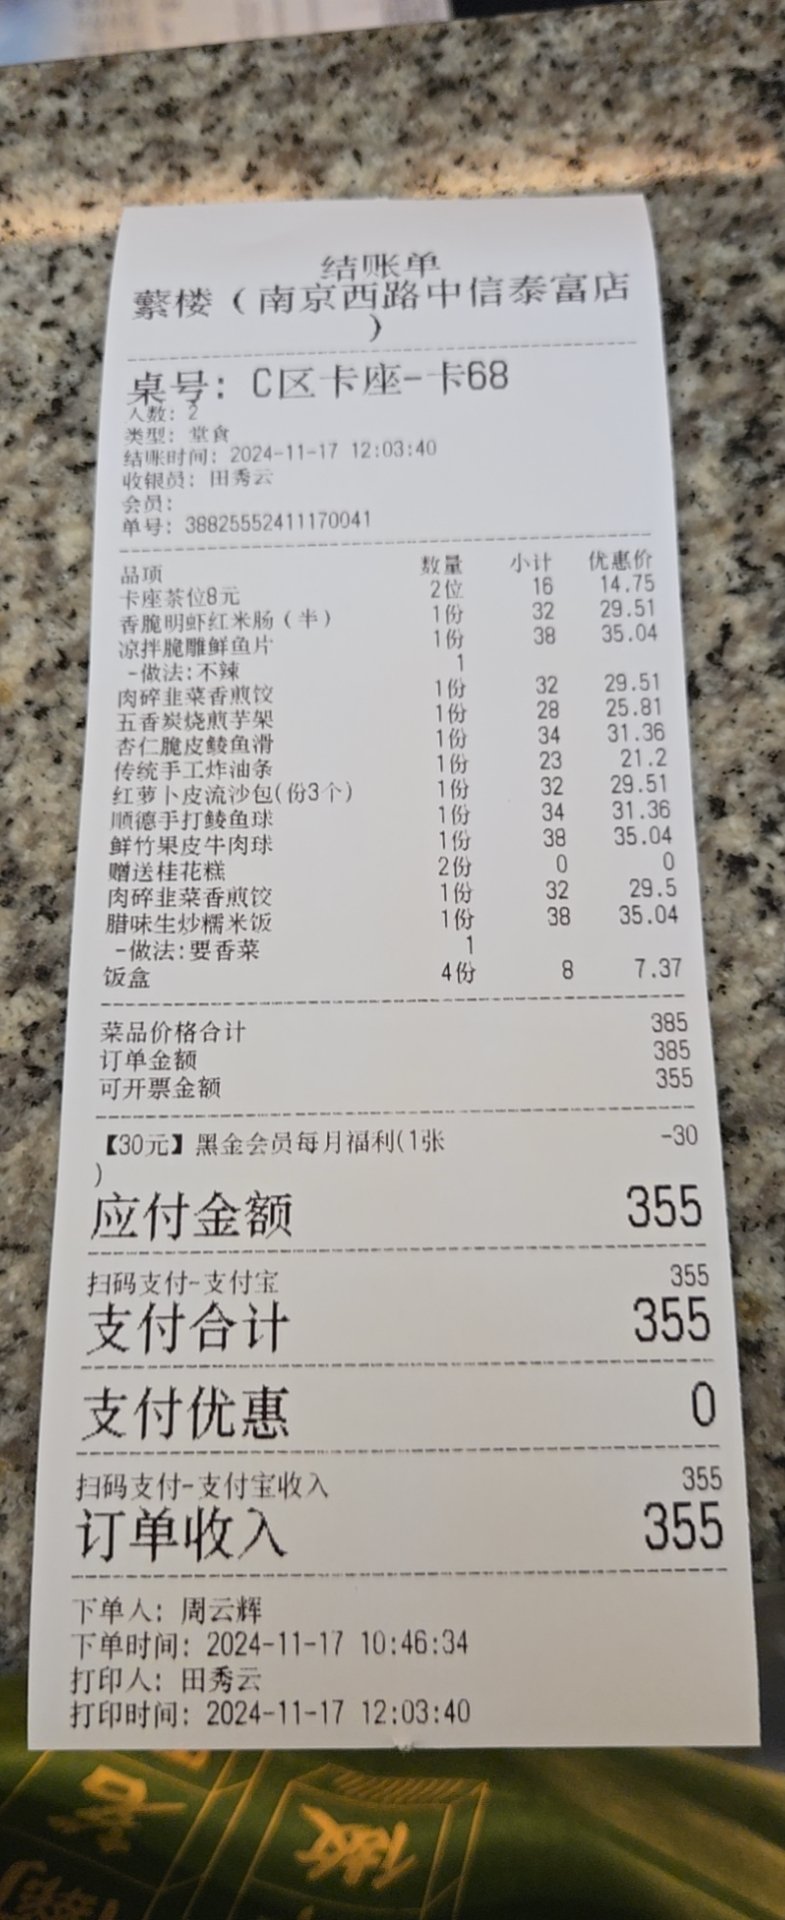 结账单
蘩楼（南京西路中信泰富店
）
桌号: C区卡座-卡68
人数: 2
类型: 堂食
结账时间: 2024-11-17 12:03:40
收银员: 田秀云
会员:
单号: 38825552411170041
品项 数量 小计 优惠价
卡座茶位8元 2位 16 14.75
香脆明虾红米肠（半） 1份 32 29.51
凉拌脆雕鲜鱼片 1份 38 35.04
-做法:不辣 1
肉碎韭菜香煎饺 1份 32 29.51
五香炭烧煎芋架 1份 28 25.81
杏仁脆皮鲮鱼滑 1份 34 31.36
传统手工炸油条 1份 23 21.2
红萝卜皮流沙包(份3个) 1份 32 29.51
顺德手打鲮鱼球 1份 34 31.36
鲜竹果皮牛肉球 1份 38 35.04
赠送桂花糕 2份 0 0
肉碎韭菜香煎饺 1份 32 29.5
腊味生炒糯米饭 1份 38 35.04
-做法:要香菜 1
饭盒 4份 8 7.37
菜品价格合计 385
订单金额 385
可开票金额 355
【30元】黑金会员每月福利(1张 -30
)
应付金额 355
扫码支付-支付宝 355
支付合计 355
支付优惠 0
扫码支付-支付宝收入 355
订单收入 355
下单人: 周云辉
下单时间: 2024-11-17 10:46:34
打印人: 田秀云
打印时间: 2024-11-17 12:03:40